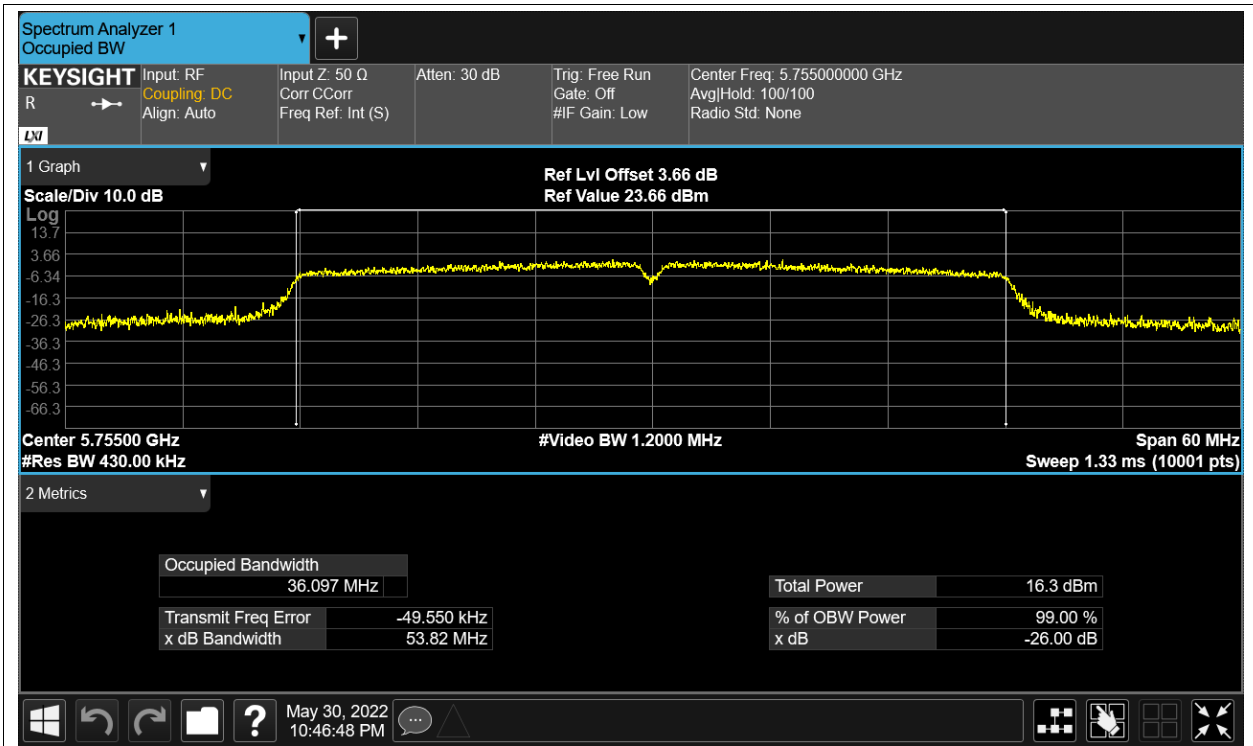 Spectrum Analyzer 1
Occupied BW
KEYSIGHT
R
LXI
Input: RF
Coupling: DC
Align: Auto
Input Z: 50 Ω
Corr CCorr
Freq Ref: Int (S)
Atten: 30 dB
Trig: Free Run
Gate: Off
#IF Gain: Low
Center Freq: 5.755000000 GHz
Avg|Hold: 100/100
Radio Std: None
1 Graph
Scale/Div 10.0 dB
Ref Lvl Offset 3.66 dB
Ref Value 23.66 dBm
Log
13.7
3.66
-6.34
-16.3
-26.3
-36.3
-46.3
-56.3
-66.3
Center 5.75500 GHz
#Res BW 430.00 kHz
#Video BW 1.2000 MHz
Span 60 MHz
Sweep 1.33 ms (10001 pts)
2 Metrics
Occupied Bandwidth
36.097 MHz
Transmit Freq Error -49.550 kHz
x dB Bandwidth 53.82 MHz
Total Power 16.3 dBm
% of OBW Power 99.00 %
x dB -26.00 dB
?
May 30, 2022
10:46:48 PM